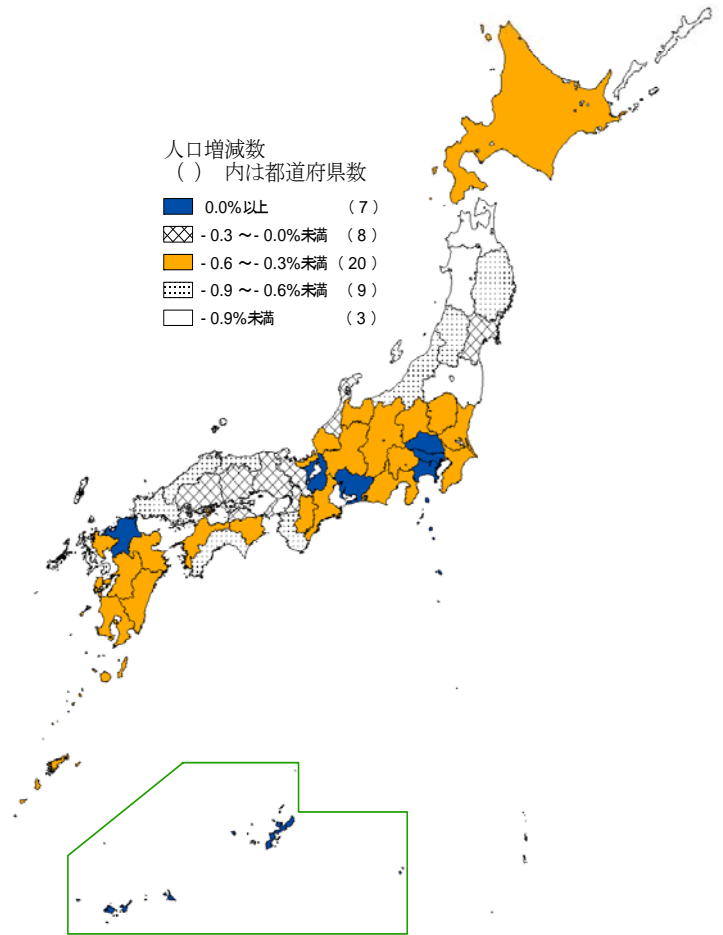 人口増減数
（ ） 内は都道府県数
0.0%以上 （ 7 ）
- 0.3 ～- 0.0%未満 （ 8 ）
- 0.6 ～- 0.3%未満（ 20 ）
- 0.9 ～- 0.6%未満 （ 9 ）
- 0.9%未満 （ 3 ）